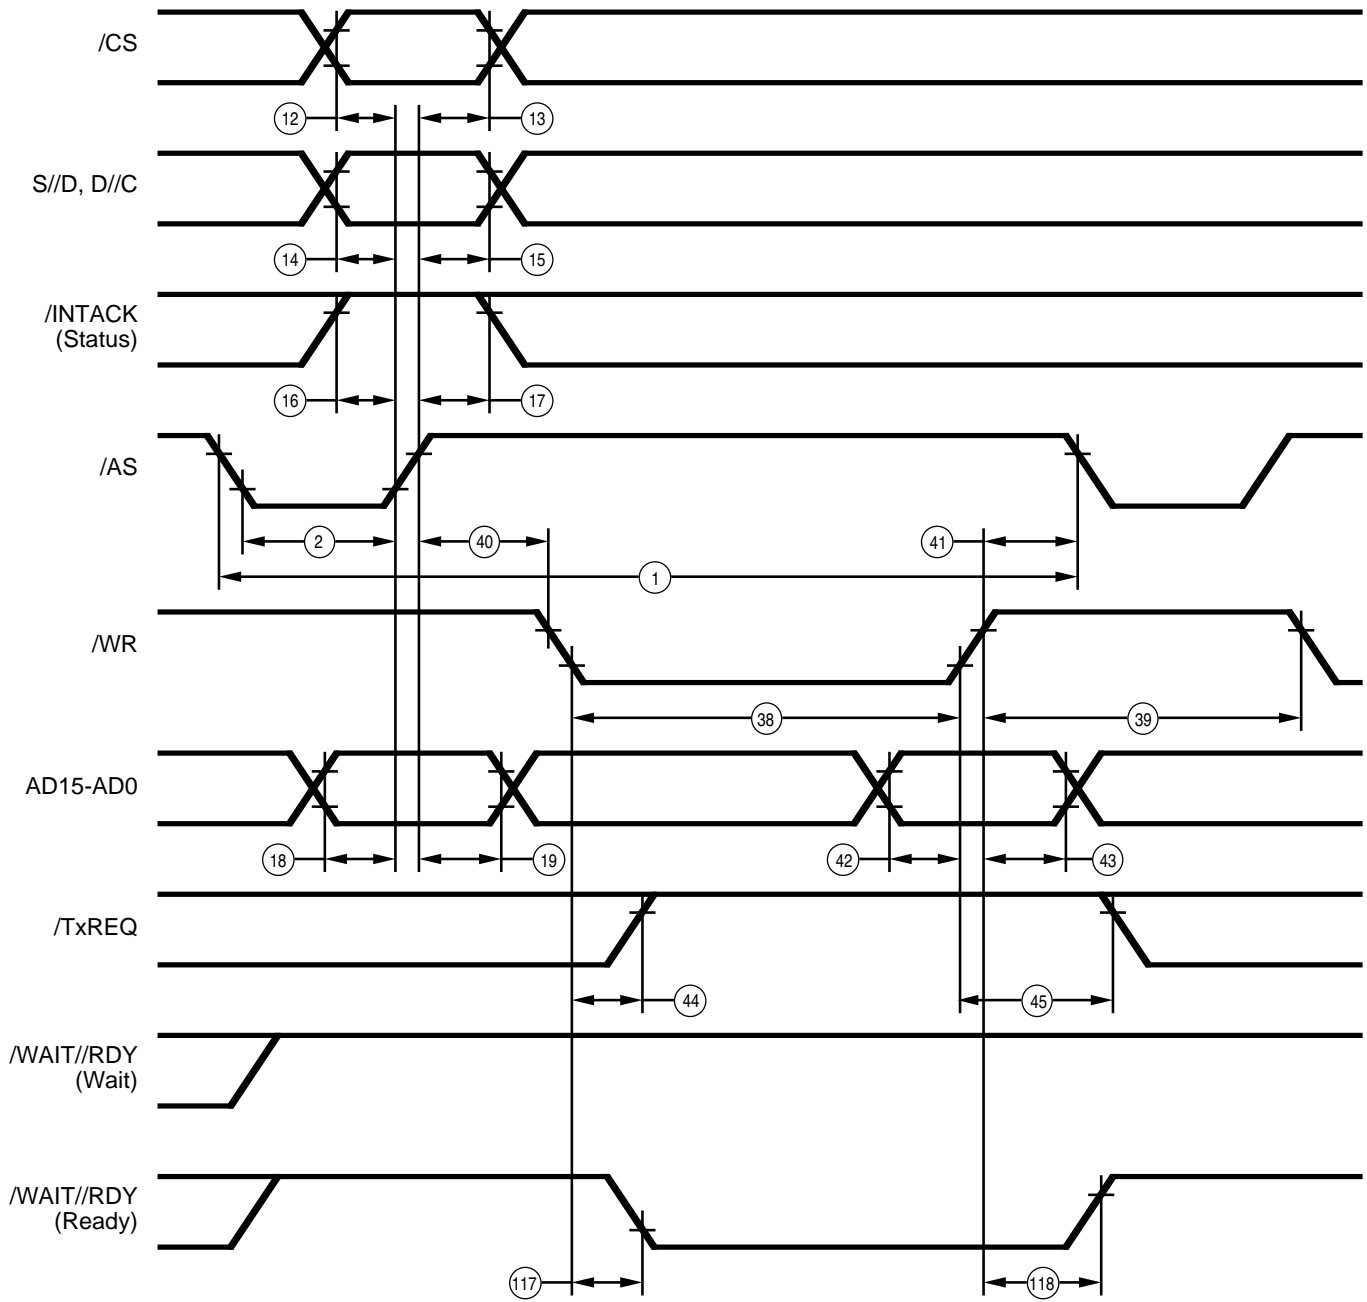 /CS
12
13
S//D, D//C
14
15
/INTACK
(Status)
16
17
/AS
2
40
41
1
/WR
38
39
AD15-AD0
18
19
42
43
/TxREQ
44
45
/WAIT//RDY
(Wait)
/WAIT//RDY
(Ready)
117
118